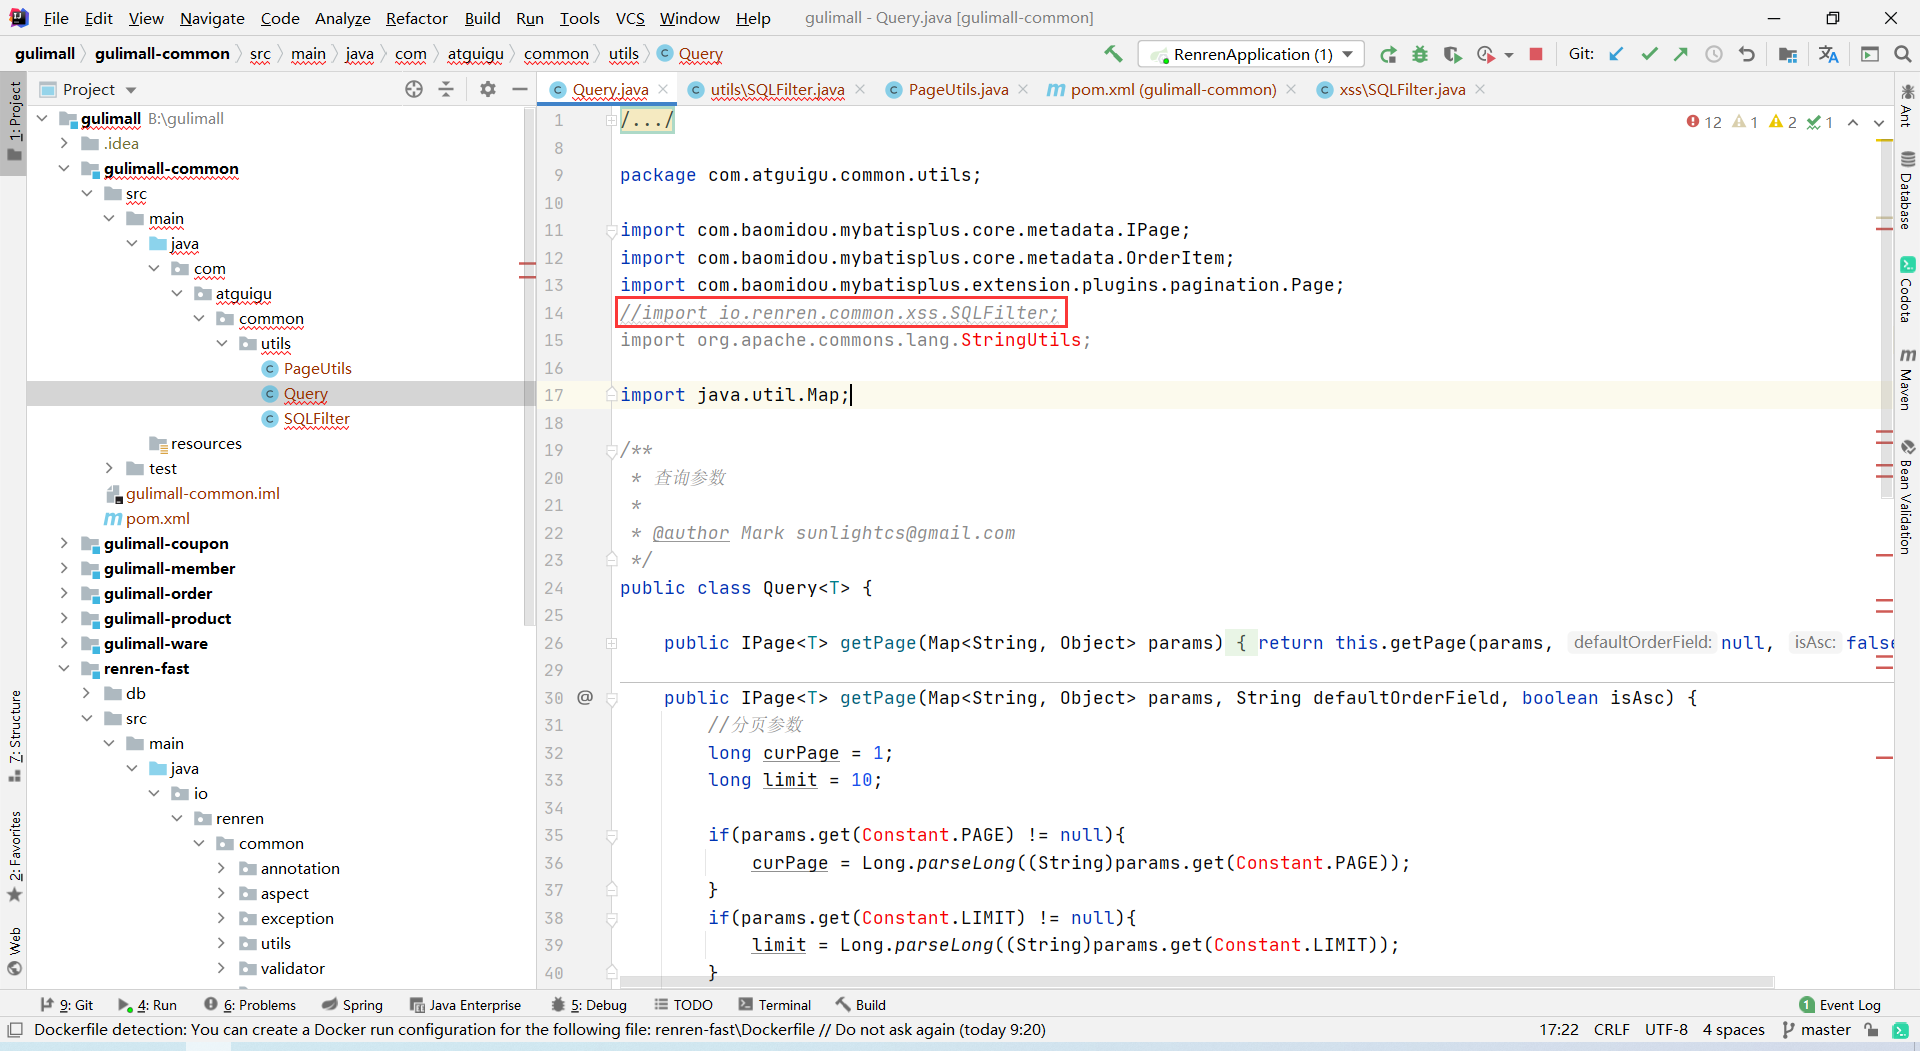 File Edit View Navigate Code Analyze Refactor Build Run Tools VCS Window Help gulimall - Query.java [gulimall-common]
gulimall gulimall-common src main java com atguigu common utils Query RenrenApplication (1) Git:
Project
Query.java utils\SQLFilter.java PageUtils.java pom.xml (gulimall-common) xss\SQLFilter.java
1: Project
7: Structure
2: Favorites
Web
gulimall B:\gulimall
.idea
gulimall-common
src
main
java
com
atguigu
common
utils
PageUtils
Query
SQLFilter
resources
test
gulimall-common.iml
pom.xml
gulimall-coupon
gulimall-member
gulimall-order
gulimall-product
gulimall-ware
renren-fast
db
src
main
java
io
renren
common
annotation
aspect
exception
utils
validator
12 1 2 1
1 /.../
8
9 package com.atguigu.common.utils;
10
11 import com.baomidou.mybatisplus.core.metadata.IPage;
12 import com.baomidou.mybatisplus.core.metadata.OrderItem;
13 import com.baomidou.mybatisplus.extension.plugins.pagination.Page;
14 //import io.renren.common.xss.SQLFilter;
15 import org.apache.commons.lang.StringUtils;
16
17 import java.util.Map;
18
19 /**
20 * 查询参数
21 *
22 * @author Mark sunlightcs@gmail.com
23 */
24 public class Query<T> {
25
26 public IPage<T> getPage(Map<String, Object> params) { return this.getPage(params, defaultOrderField: null, isAsc: false
29
30 @ public IPage<T> getPage(Map<String, Object> params, String defaultOrderField, boolean isAsc) {
31 //分页参数
32 long curPage = 1;
33 long limit = 10;
34
35 if(params.get(Constant.PAGE) != null){
36 curPage = Long.parseLong((String)params.get(Constant.PAGE));
37 }
38 if(params.get(Constant.LIMIT) != null){
39 limit = Long.parseLong((String)params.get(Constant.LIMIT));
40 }
Ant
Database
Codota
Maven
Bean Validation
9: Git 4: Run 6: Problems Spring Java Enterprise 5: Debug TODO Terminal Build 1 Event Log
Dockerfile detection: You can create a Docker run configuration for the following file: renren-fast\Dockerfile // Do not ask again (today 9:20) 17:22 CRLF UTF-8 4 spaces master